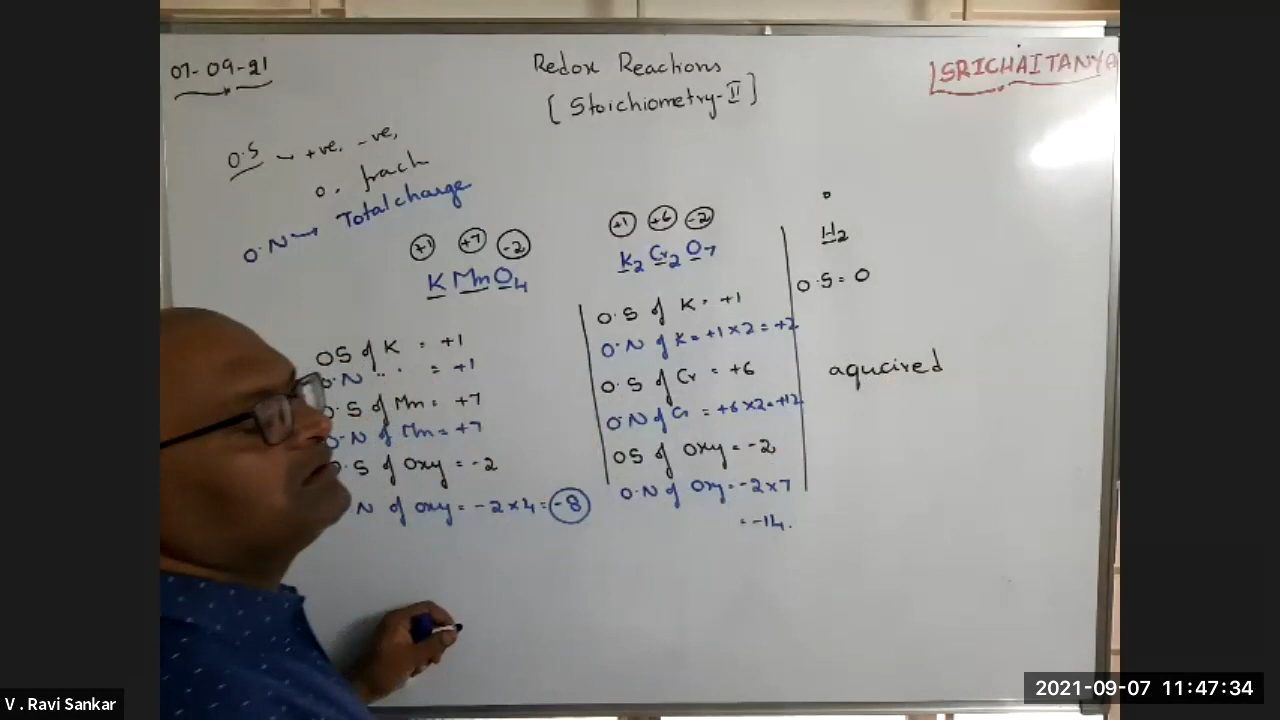 07-09-21
Redox Reactions
[Stoichiometry-II]
SRICHAITANYA
O.S → +ve, -ve,
0, frach
O.N → Total charge
+1 +7 -2
KMnO4
OS of K = +1
O.N " " = +1
O.S of Mn = +7
O.N of Mn = +7
O.S of Oxy = -2
N of oxy = -2×4 = -8
+1 +6 -2
K2Cr2O7
O.S of K = +1
O.N of K = +1×2 = +2
O.S of Cr = +6
O.N of Cr = +6×2=+12
OS of Oxy = -2
O.N of Oxy = -2×7
= -14.
0
H2
O.S = 0
aqucired
V . Ravi Sankar
2021-09-07 11:47:34